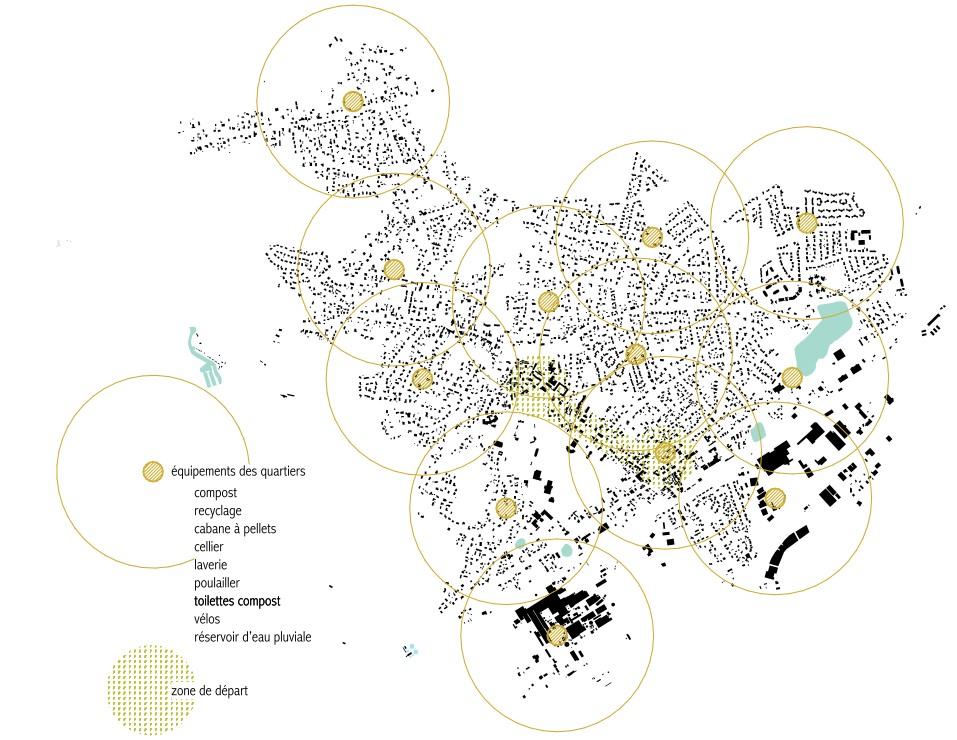 équipements des quartiers
compost
recyclage
cabane à pellets
cellier
laverie
poulailler
toilettes compost
vélos
réservoir d'eau pluviale
zone de départ